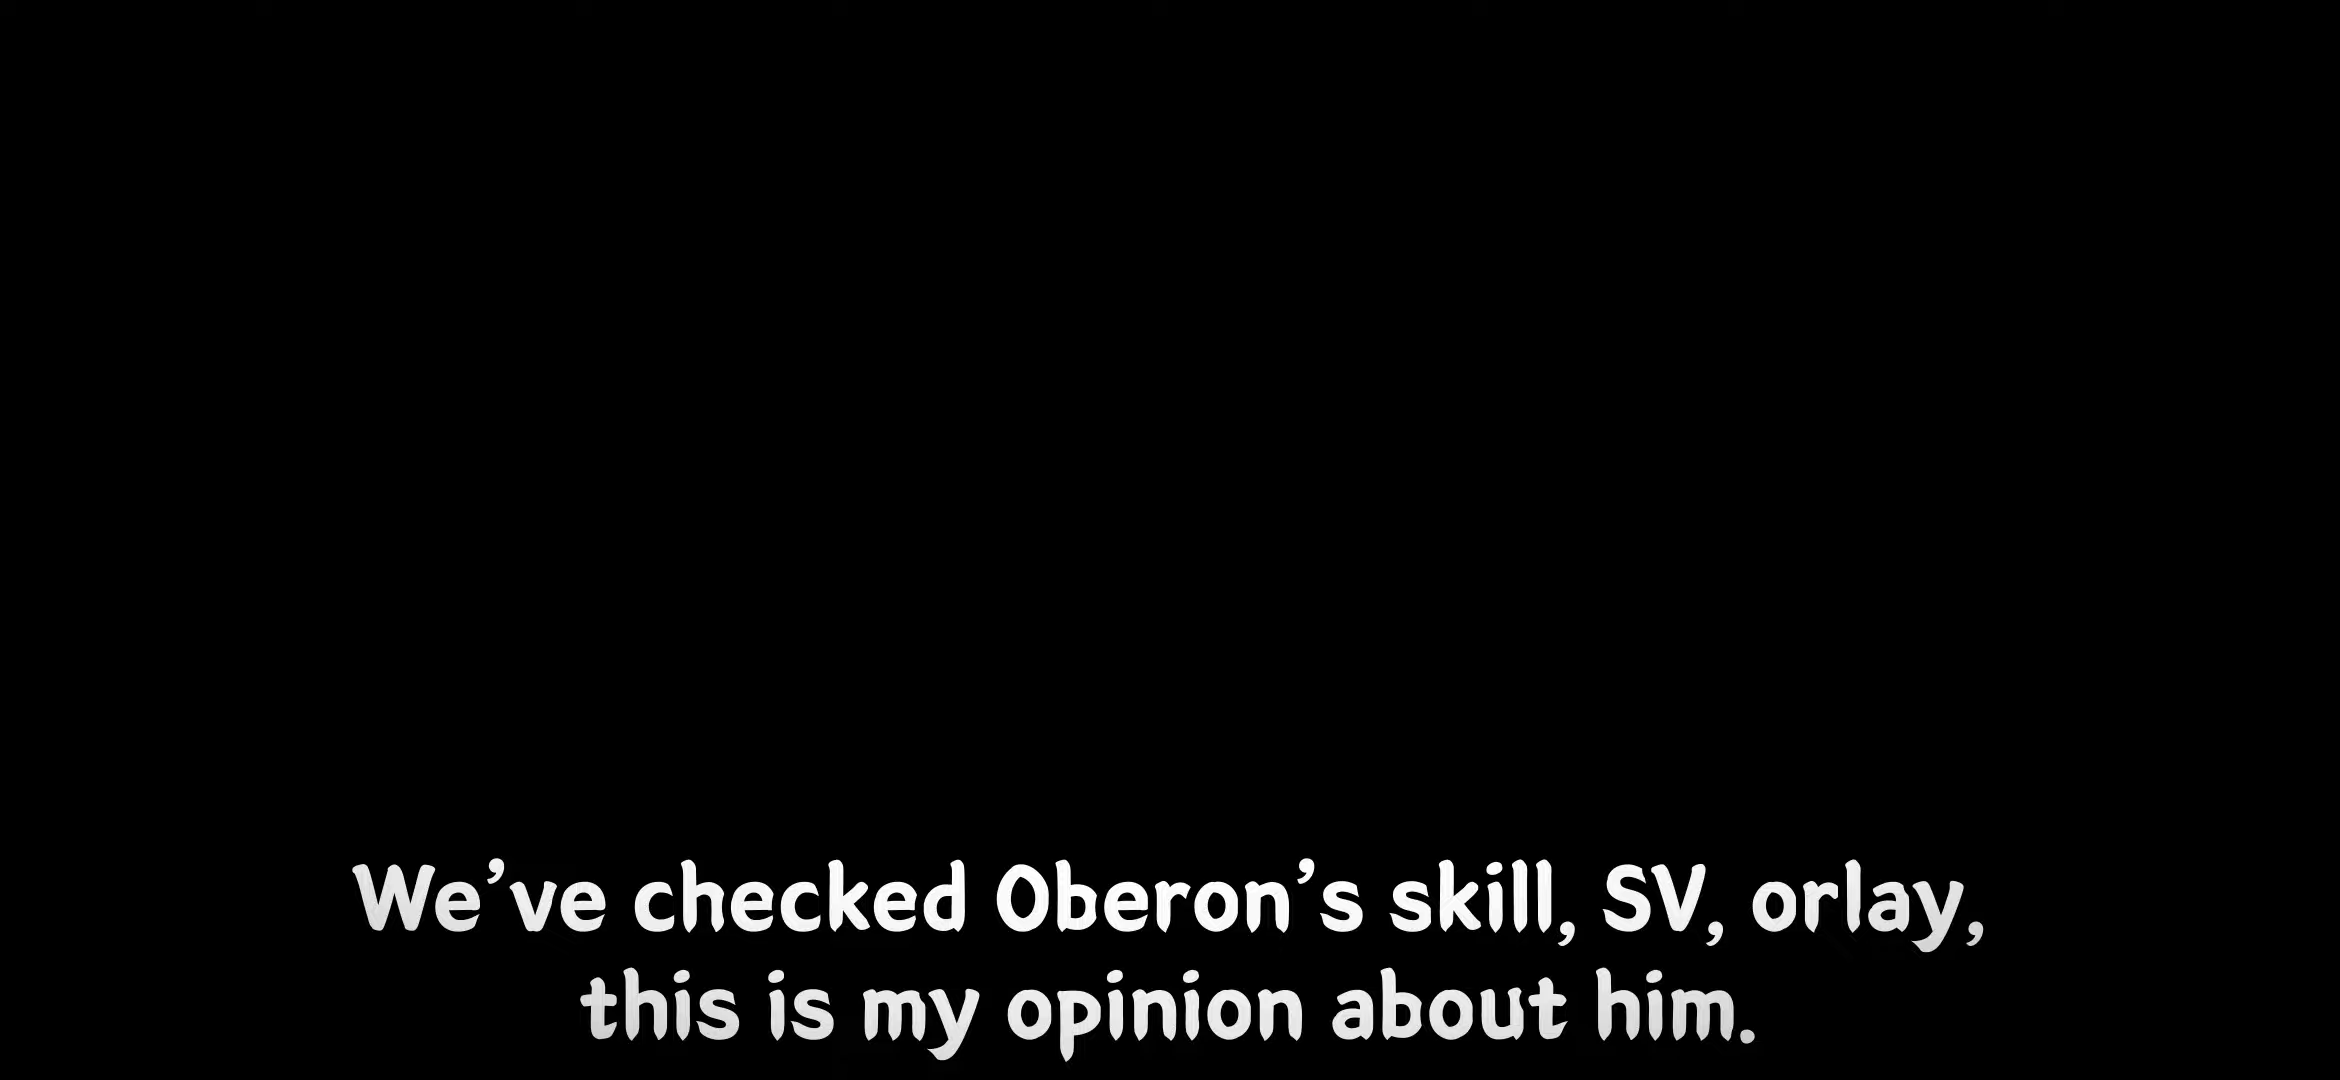 We’ve checked Oberon’s skill, SV, orlay,
this is my opinion about him.